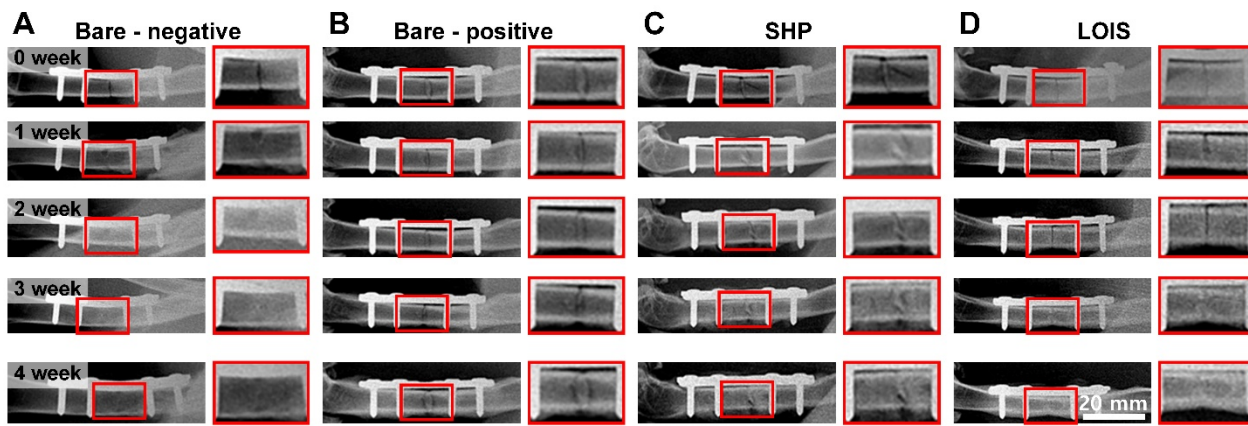 A
Bare - negative
B
Bare - positive
C
SHP
D
LOIS
0 week
1 week
2 week
3 week
4 week
20 mm